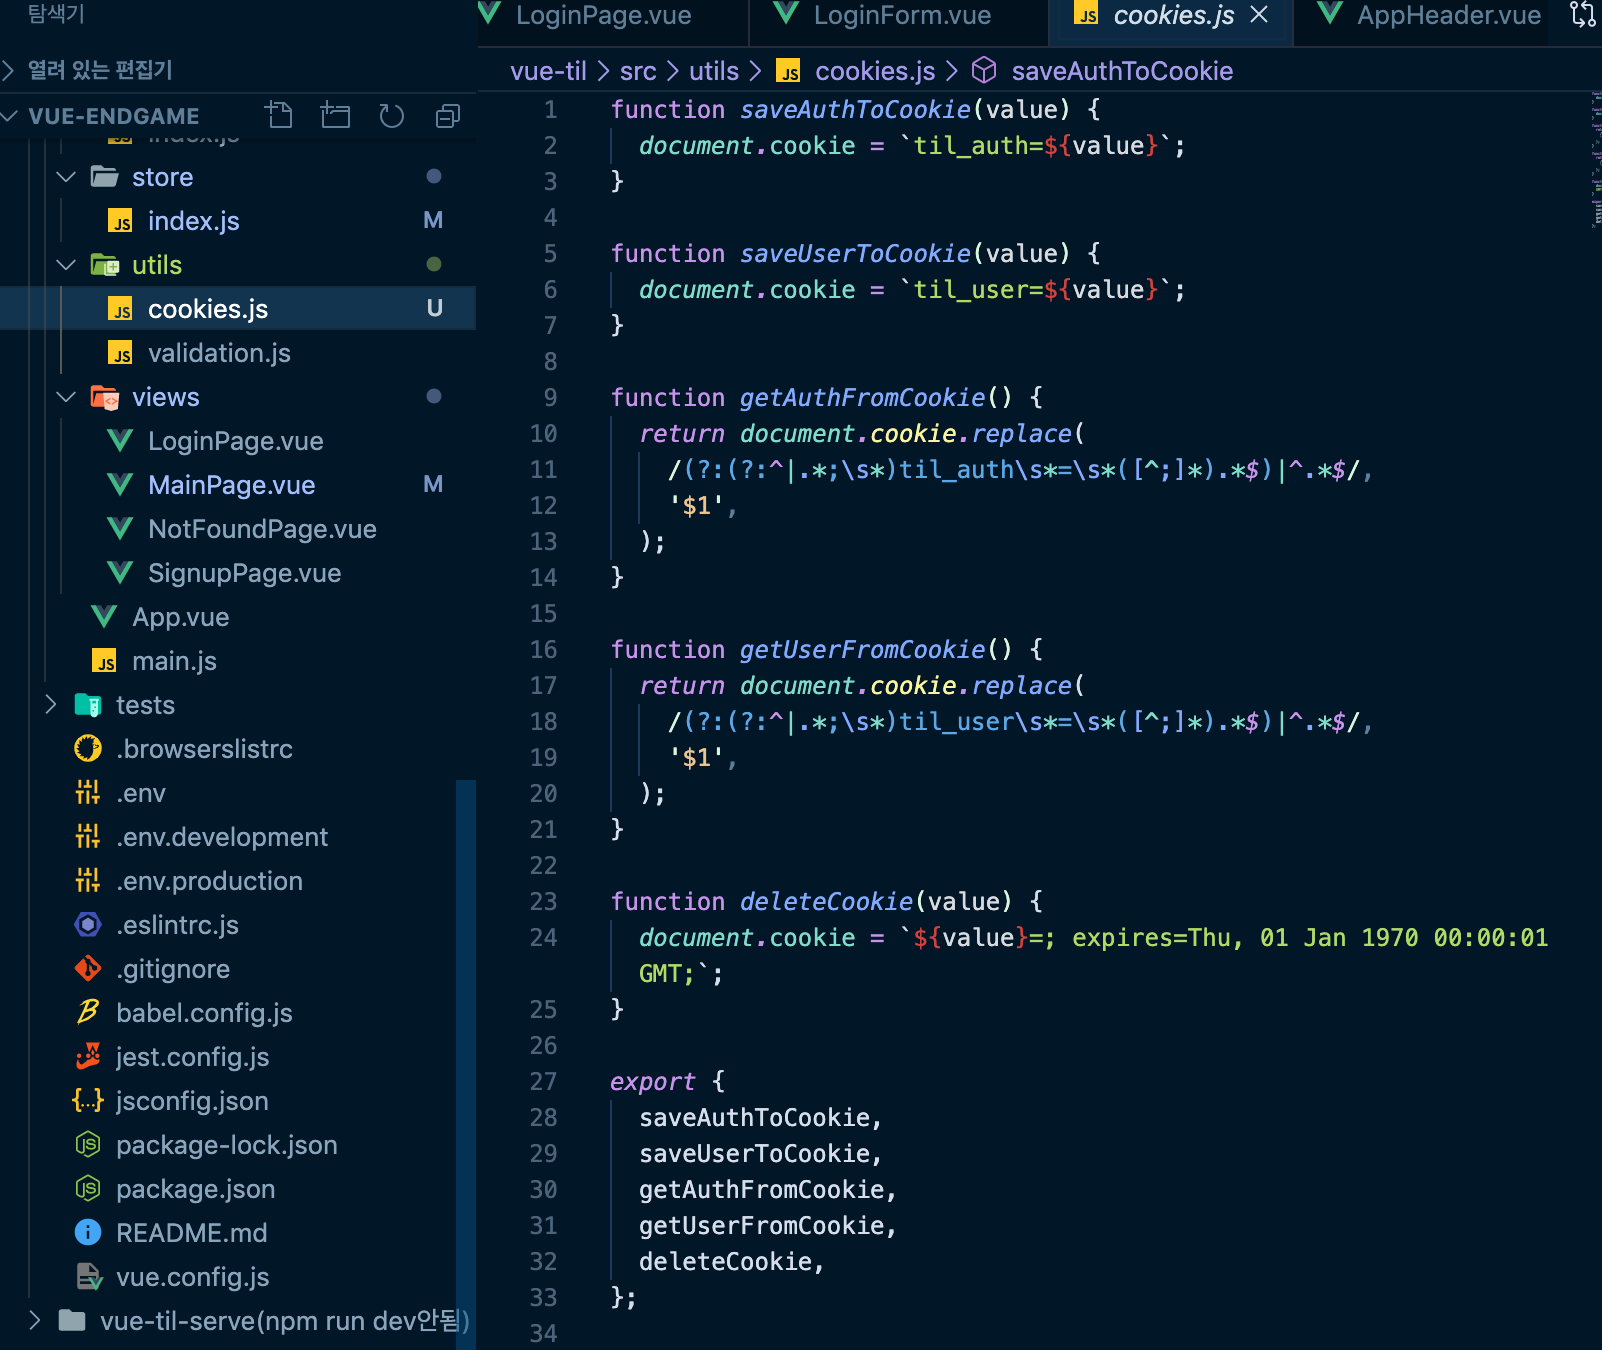 탐색기
열려 있는 편집기
VUE-ENDGAME
index.js
store
index.js M
utils
cookies.js U
validation.js
views
LoginPage.vue
MainPage.vue M
NotFoundPage.vue
SignupPage.vue
App.vue
main.js
tests
.browserslistrc
.env
.env.development
.env.production
.eslintrc.js
.gitignore
babel.config.js
jest.config.js
jsconfig.json
package-lock.json
package.json
README.md
vue.config.js
vue-til-serve(npm run dev안됨)
LoginPage.vue LoginForm.vue JS cookies.js AppHeader.vue
vue-til > src > utils > JS cookies.js > saveAuthToCookie
1 function saveAuthToCookie(value) {
2 document.cookie = `til_auth=${value}`;
3 }
4
5 function saveUserToCookie(value) {
6 document.cookie = `til_user=${value}`;
7 }
8
9 function getAuthFromCookie() {
10 return document.cookie.replace(
11 /(?:(?:^|.*;\s*)til_auth\s*=\s*([^;]*).*$)|^.*$/,
12 '$1',
13 );
14 }
15
16 function getUserFromCookie() {
17 return document.cookie.replace(
18 /(?:(?:^|.*;\s*)til_user\s*=\s*([^;]*).*$)|^.*$/,
19 '$1',
20 );
21 }
22
23 function deleteCookie(value) {
24 document.cookie = `${value}=; expires=Thu, 01 Jan 1970 00:00:01
GMT;`;
25 }
26
27 export {
28 saveAuthToCookie,
29 saveUserToCookie,
30 getAuthFromCookie,
31 getUserFromCookie,
32 deleteCookie,
33 };
34